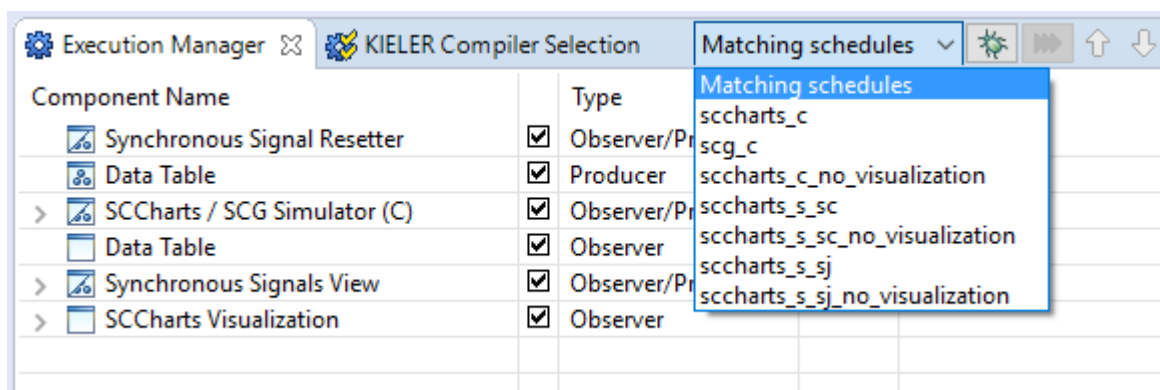 Execution Manager KIELER Compiler Selection Matching schedules
Component Name Type Matching schedules
sccharts_c
Synchronous Signal Resetter Observer/Pr
scg_c
Data Table Producer sccharts_c_no_visualization
SCCharts / SCG Simulator (C) Observer/Pr sccharts_s_sc
Data Table Observer sccharts_s_sc_no_visualization
sccharts_s_sj
Synchronous Signals View Observer/Pr
sccharts_s_sj_no_visualization
SCCharts Visualization Observer